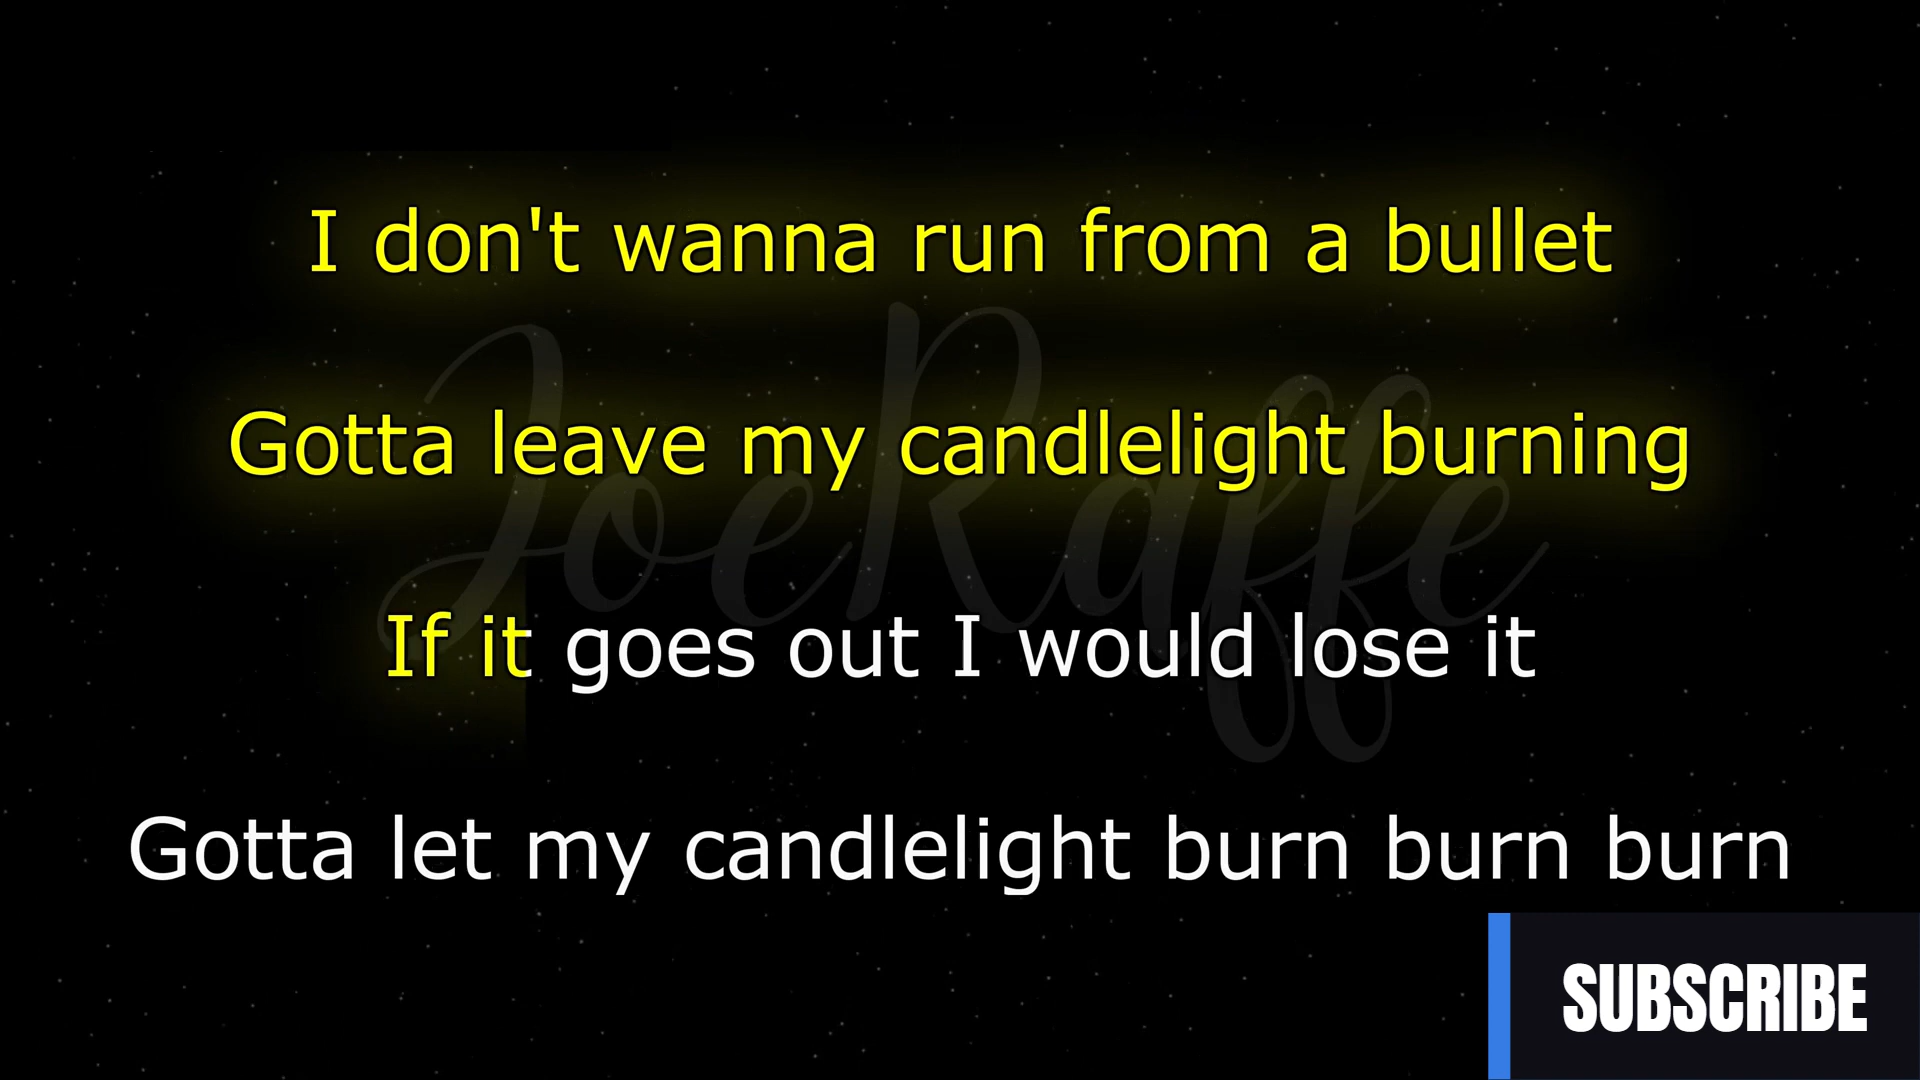 I don't wanna run from a bullet
Gotta leave my candlelight burning
If it goes out I would lose it
Gotta let my candlelight burn burn burn
JoeRaffe
SUBSCRIBE